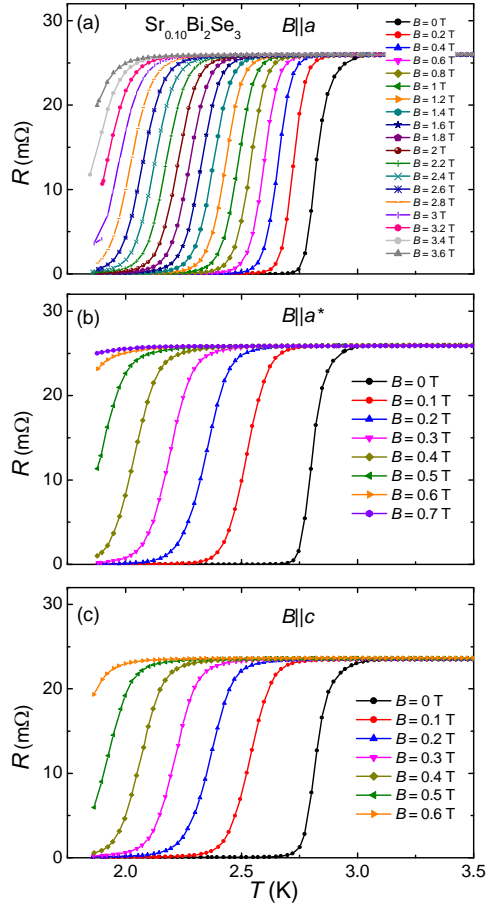 (a)
Sr0.10Bi2Se3
B||a
R (mΩ)
30
20
10
0
B = 0 T
B = 0.2 T
B = 0.4 T
B = 0.6 T
B = 0.8 T
B = 1 T
B = 1.2 T
B = 1.4 T
B = 1.6 T
B = 1.8 T
B = 2 T
B = 2.2 T
B = 2.4 T
B = 2.6 T
B = 2.8 T
B = 3 T
B = 3.2 T
B = 3.4 T
B = 3.6 T
(b)
B||a*
R (mΩ)
30
20
10
0
B = 0 T
B = 0.1 T
B = 0.2 T
B = 0.3 T
B = 0.4 T
B = 0.5 T
B = 0.6 T
B = 0.7 T
(c)
B||c
R (mΩ)
30
20
10
0
B = 0 T
B = 0.1 T
B = 0.2 T
B = 0.3 T
B = 0.4 T
B = 0.5 T
B = 0.6 T
2.0 2.5 3.0 3.5
T (K)